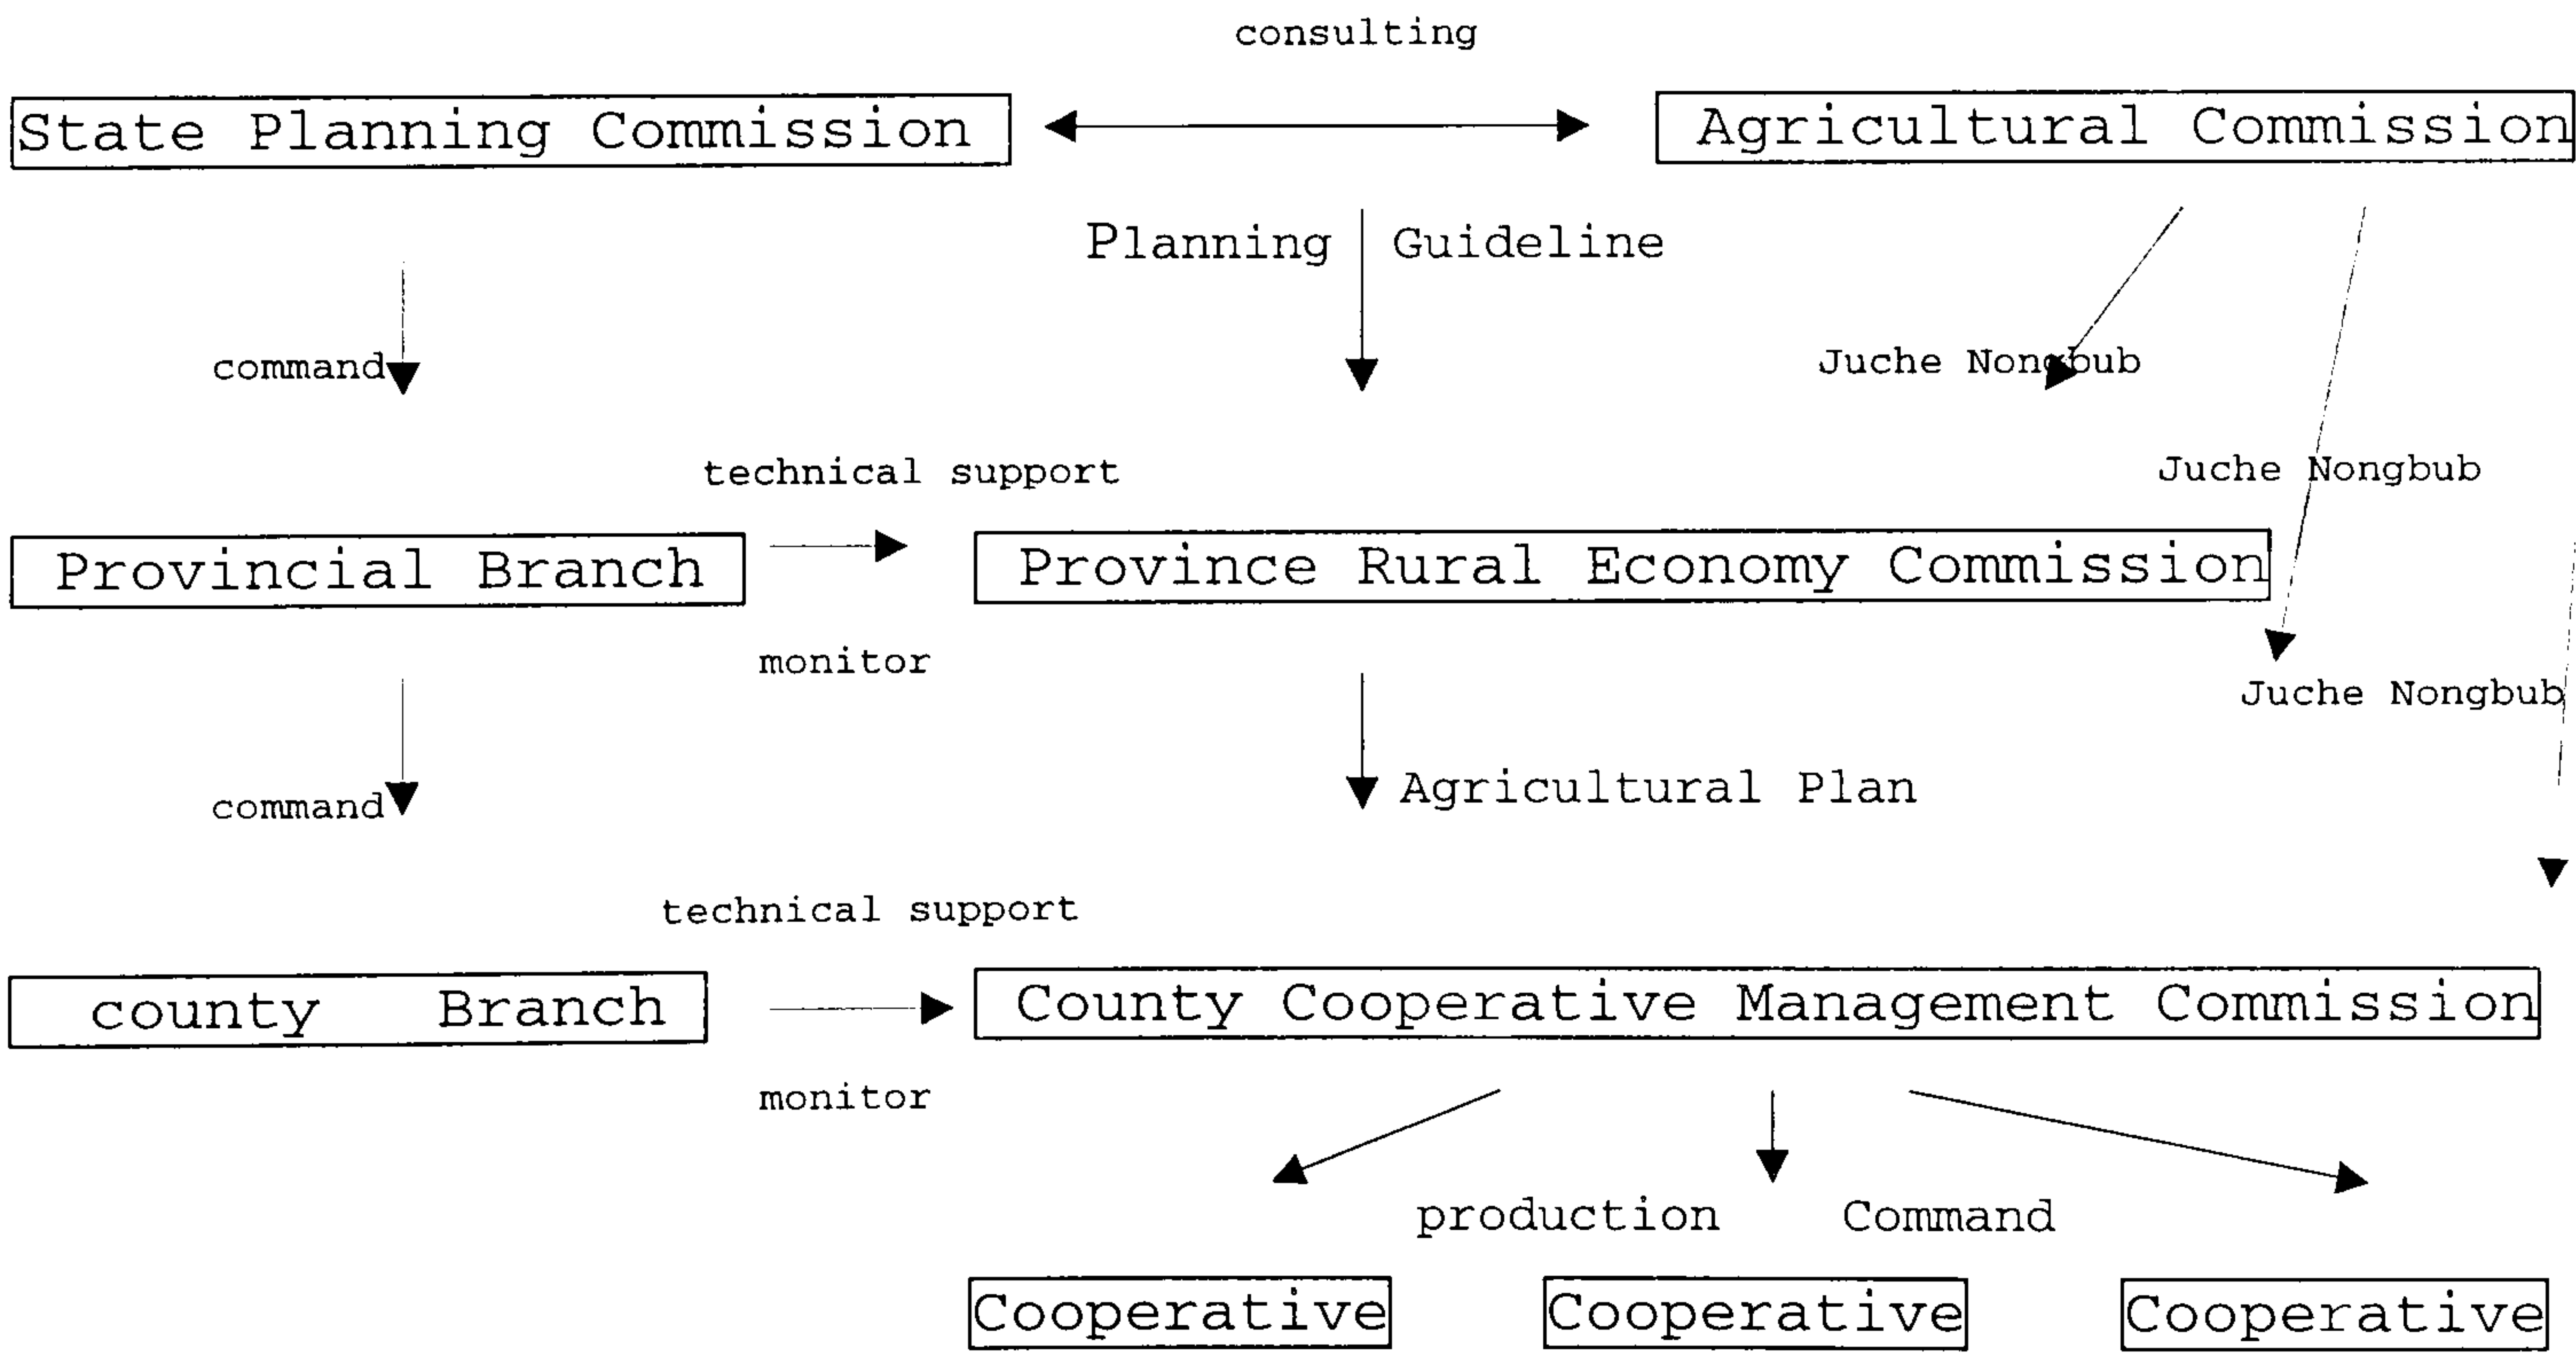 consulting
State Planning Commission
Agricultural Commission
Planning Guideline
command
Juche Nongbub
technical support
Juche Nongbub
Provincial Branch
Province Rural Economy Commission
monitor
Juche Nongbub
command
Agricultural Plan
technical support
county Branch
County Cooperative Management Commission
monitor
production Command
Cooperative
Cooperative
Cooperative